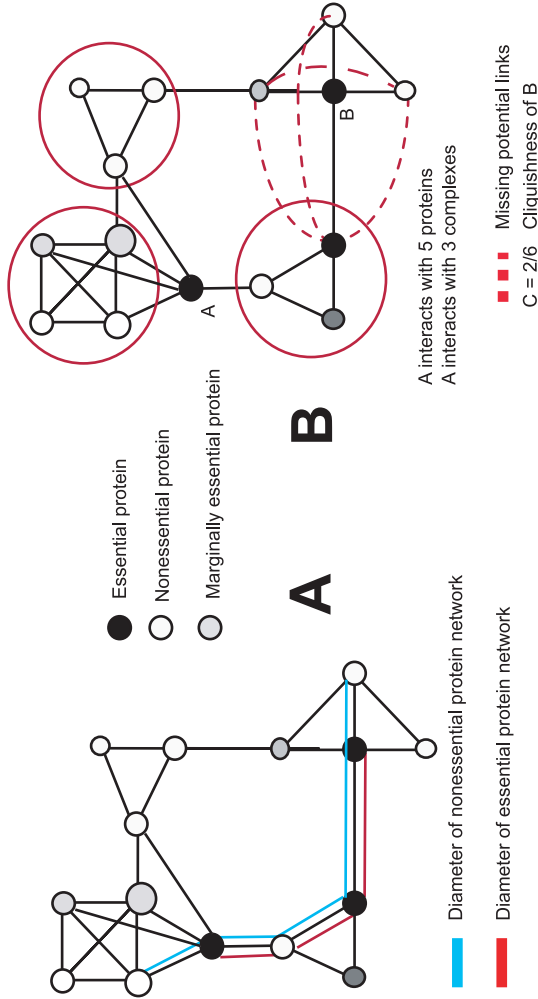 Essential protein
Nonessential protein
Marginally essential protein
A
Diameter of nonessential protein network
Diameter of essential protein network
B
A
B
A interacts with 5 proteins
A interacts with 3 complexes
Missing potential links
C = 2/6 Cliquishness of B